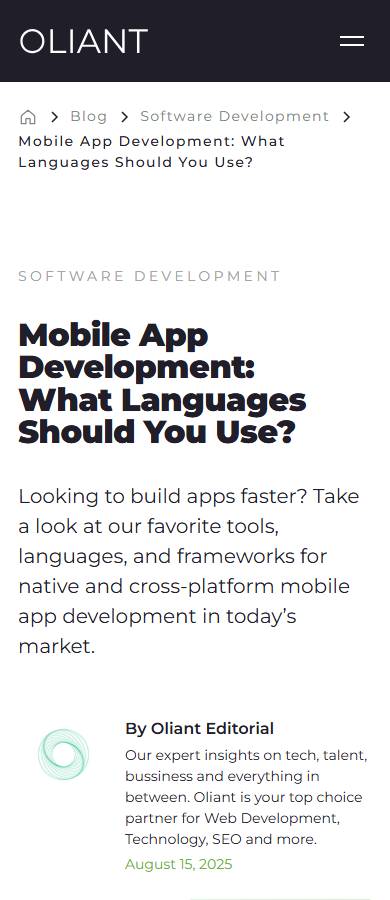 OLIANT
Blog Software Development
Mobile App Development: What
Languages Should You Use?
SOFTWARE DEVELOPMENT
Mobile App
Development:
What Languages
Should You Use?
Looking to build apps faster? Take
a look at our favorite tools,
languages, and frameworks for
native and cross-platform mobile
app development in today’s
market.
By Oliant Editorial
Our expert insights on tech, talent,
bussiness and everything in
between. Oliant is your top choice
partner for Web Development,
Technology, SEO and more.
August 15, 2025